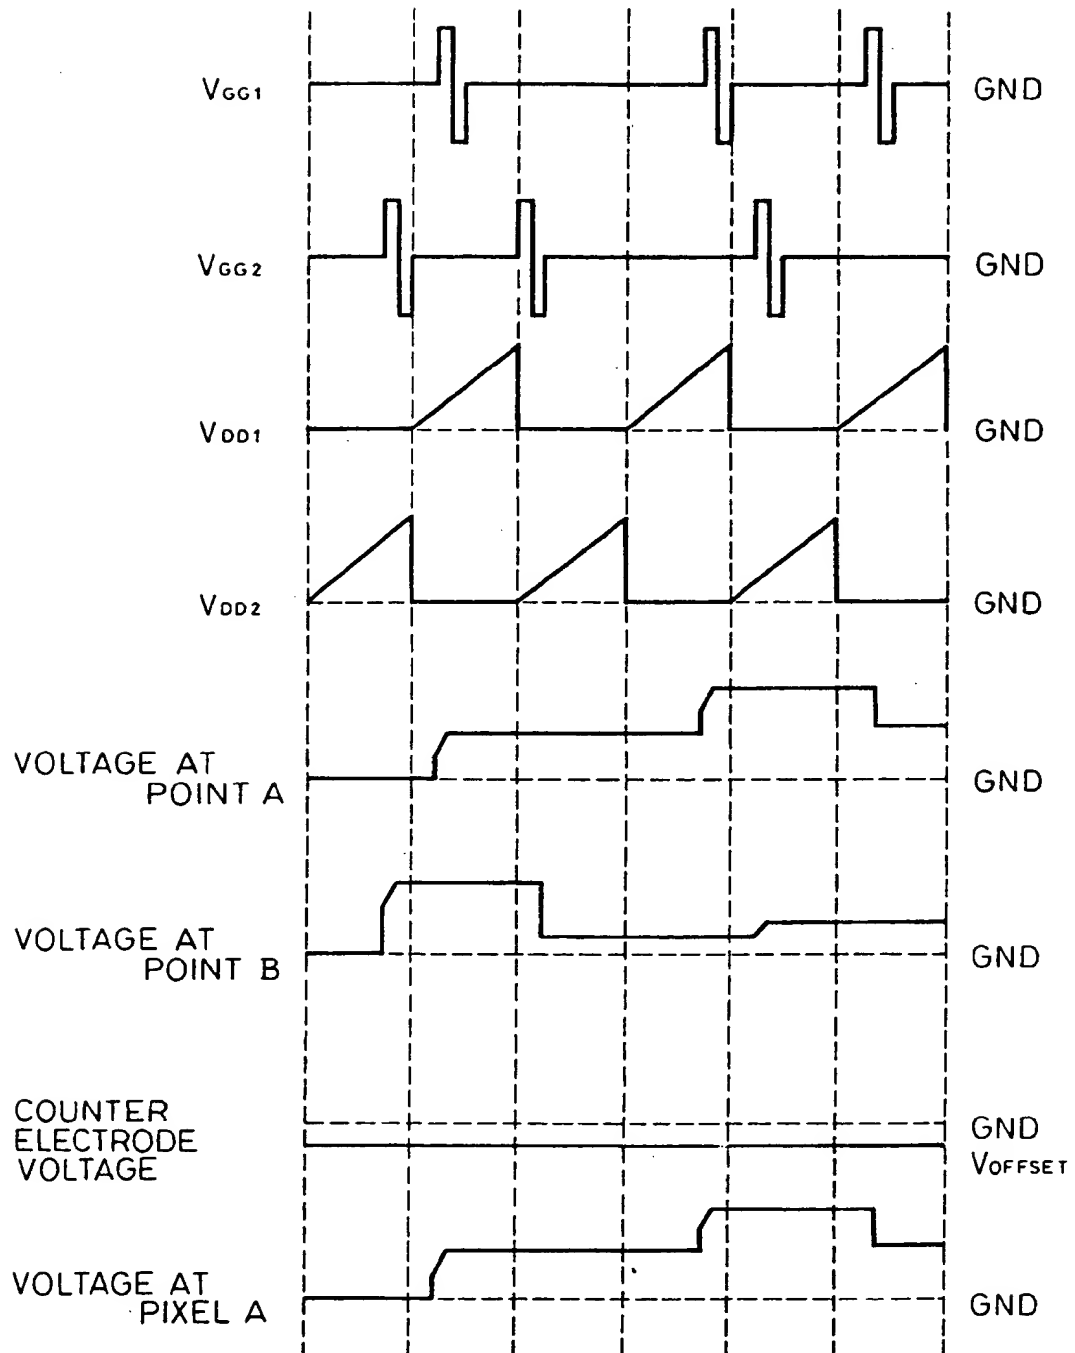 VGG1 GND
VGG2 GND
VDD1 GND
VDD2 GND
VOLTAGE AT
POINT A GND
VOLTAGE AT
POINT B GND
COUNTER
ELECTRODE
VOLTAGE
GND
VOFFSET
VOLTAGE AT
PIXEL A GND